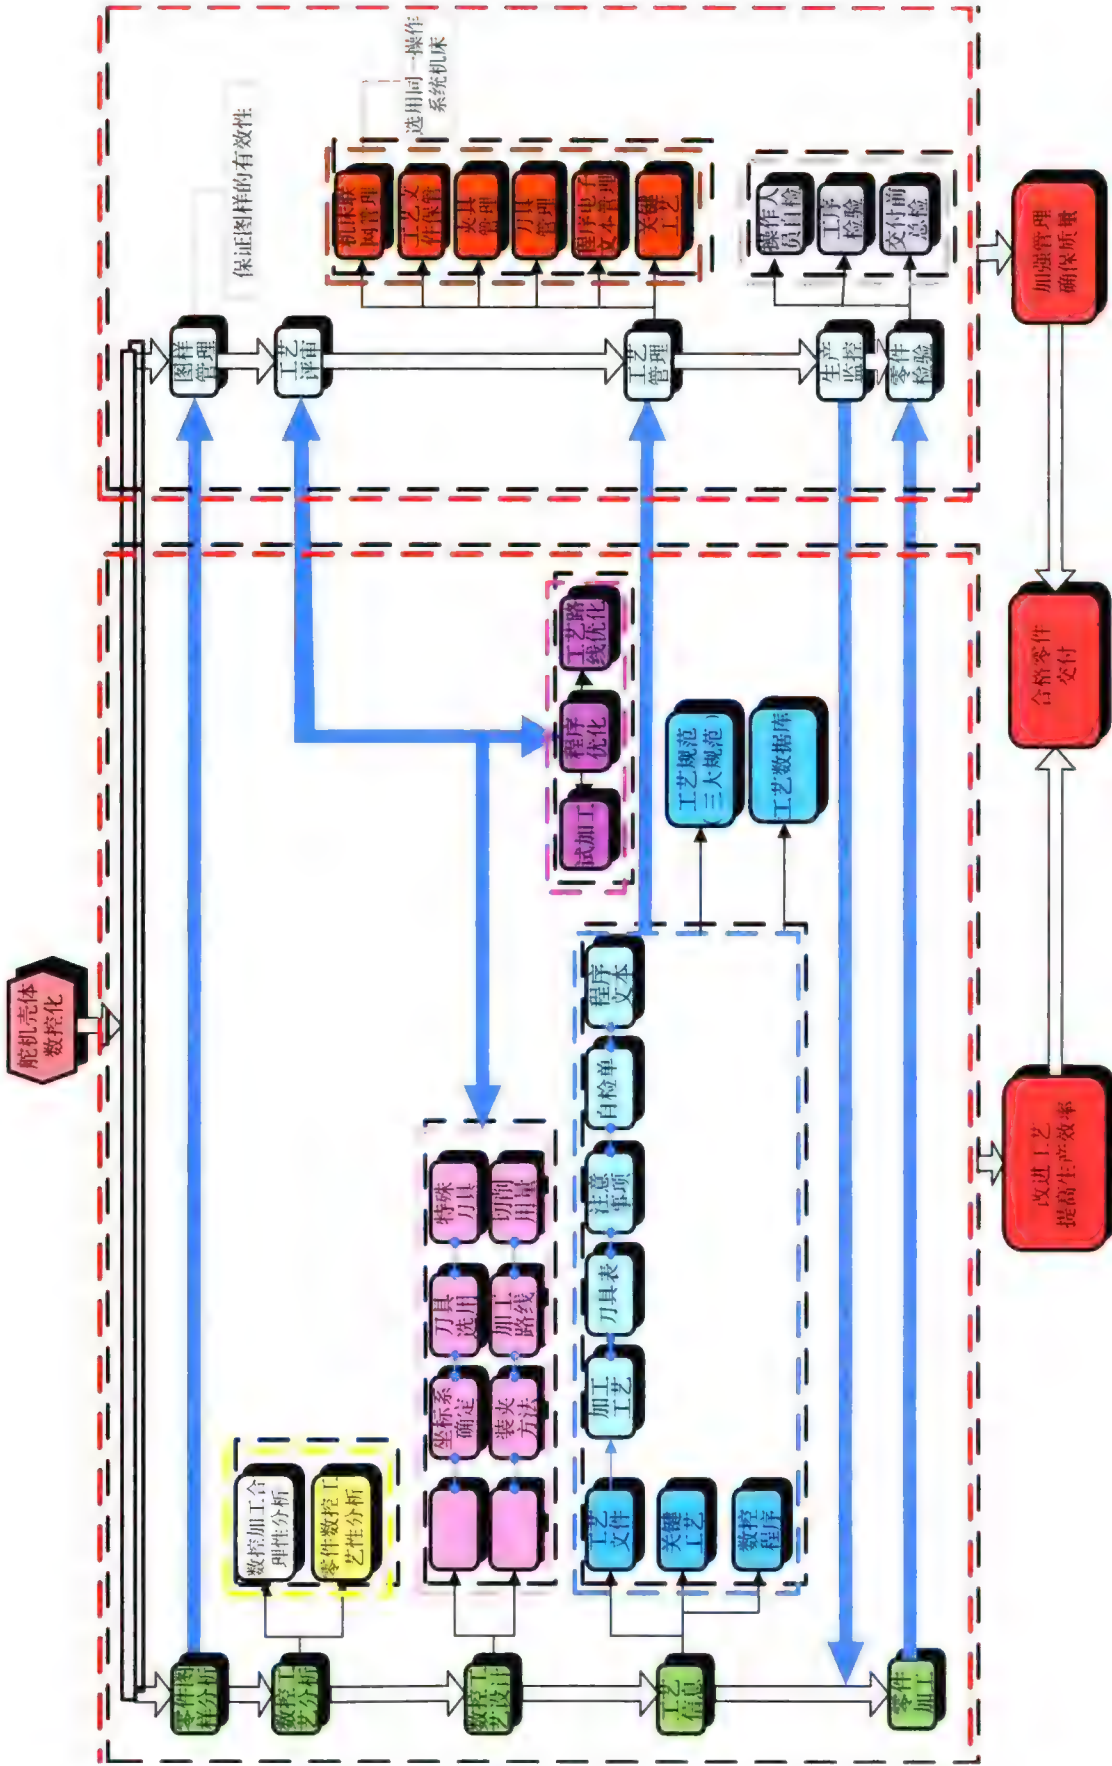 舵机壳体
数控化
零件图
样分析
数控工
艺分析
数控工
艺设计
工艺
信息
零件
加工
数控加工合
理性分析
零件数控工
艺性分析
坐标系
确定
刀具
选用
特殊
刀具
装夹
方法
加工
路线
切削
用量
工艺
文件
关键
工艺
数控
程序
加工
工艺
刀具表
注意
事项
自检单
程序
文本
试加工
程序
优化
工艺路
线优化
工艺规范
(三大规范)
工艺数据库
图样
管理
工艺
评审
工艺
管理
生产
监控
零件
检验
保证图样的有效性
机床联
网管理
工艺文
件保管
夹具
管理
刀具
管理
程序电子
文本管理
关键
工艺
选用同一操作
系统机床
操作人
员自检
工序
检验
交付前
总检
改进工艺
提高生产效率
合格零件
交付
加强管理
确保质量